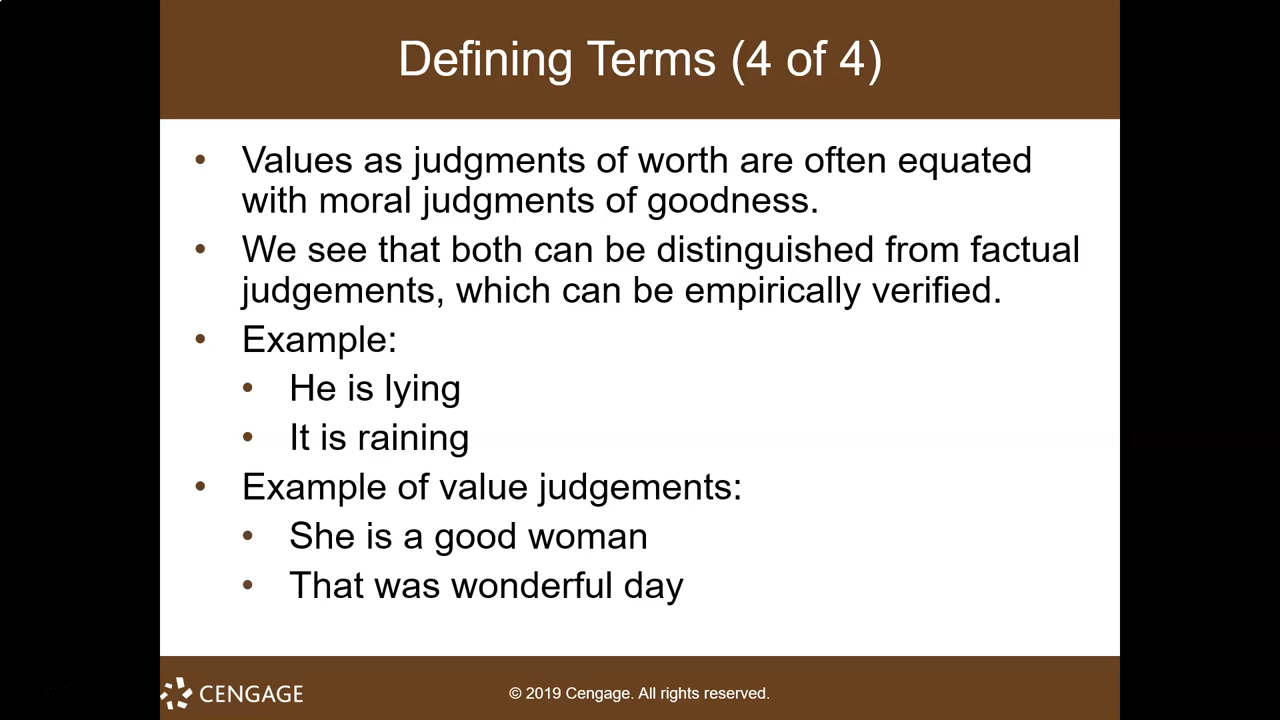 Defining Terms (4 of 4)
• Values as judgments of worth are often equated
with moral judgments of goodness.
• We see that both can be distinguished from factual
judgements, which can be empirically verified.
• Example:
• He is lying
• It is raining
• Example of value judgements:
• She is a good woman
• That was wonderful day
CENGAGE
© 2019 Cengage. All rights reserved.